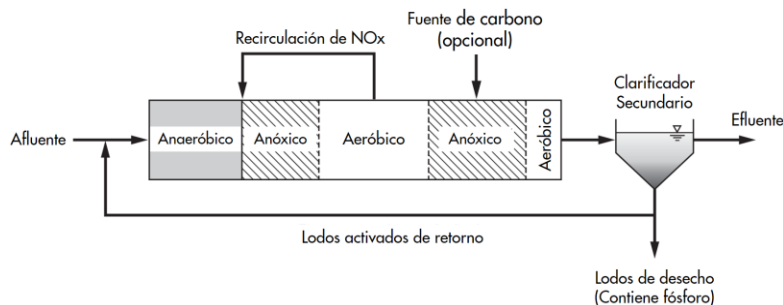 Recirculación de NOx
Fuente de carbono
(opcional)
Clarificador
Secundario
Afluente
Anaeróbico
Anóxico
Aeróbico
Anóxico
Aeróbico
Efluente
Lodos activados de retorno
Lodos de desecho
(Contiene fósforo)